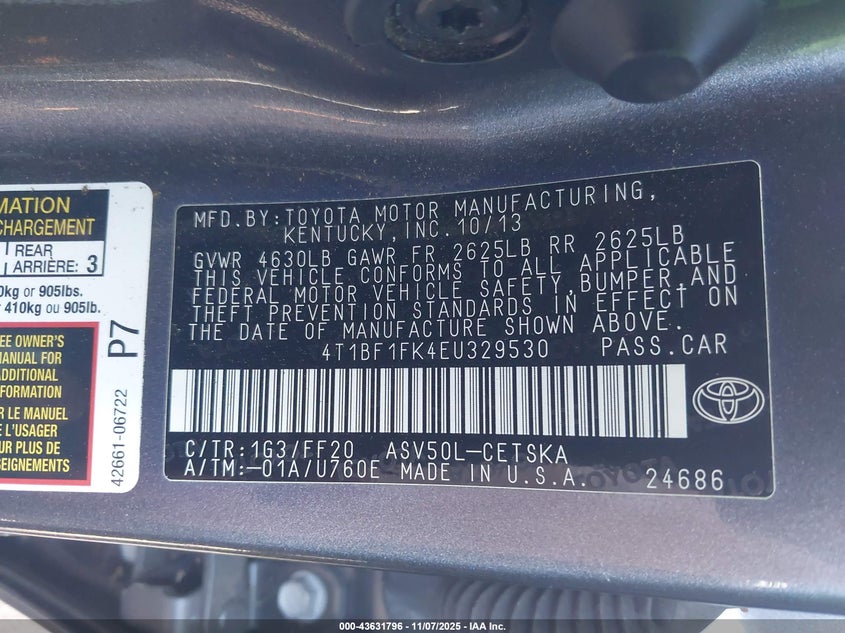 MATION
CHARGEMENT
REAR
ARRIÈRE: 3
0kg or 905lbs.
410kg ou 905lb.
EE OWNER'S
MANUAL FOR
ADDITIONAL
FORMATION
R LE MANUEL
E L'USAGER
UR PLUS DE
SEIGNEMENTS
42661-06722
P7
MFD.BY:TOYOTA MOTOR MANUFACTURING,
KENTUCKY,INC.10/13
GVWR 4630LB GAWR FR 2625LB RR 2625LB
THIS VEHICLE CONFORMS TO ALL APPLICABLE
FEDERAL MOTOR VEHICLE SAFETY,BUMPER,AND
THEFT PREVENTION STANDARDS IN EFFECT ON
THE DATE OF MANUFACTURE SHOWN ABOVE.
4T1BF1FK4EU329530 PASS.CAR
C/TR:1G3/FF20 ASV50L-CETSKA
A/TM:-01A/U760E MADE IN U.S.A. 24686
000-43631796 - 11/07/2025 - IAA Inc.